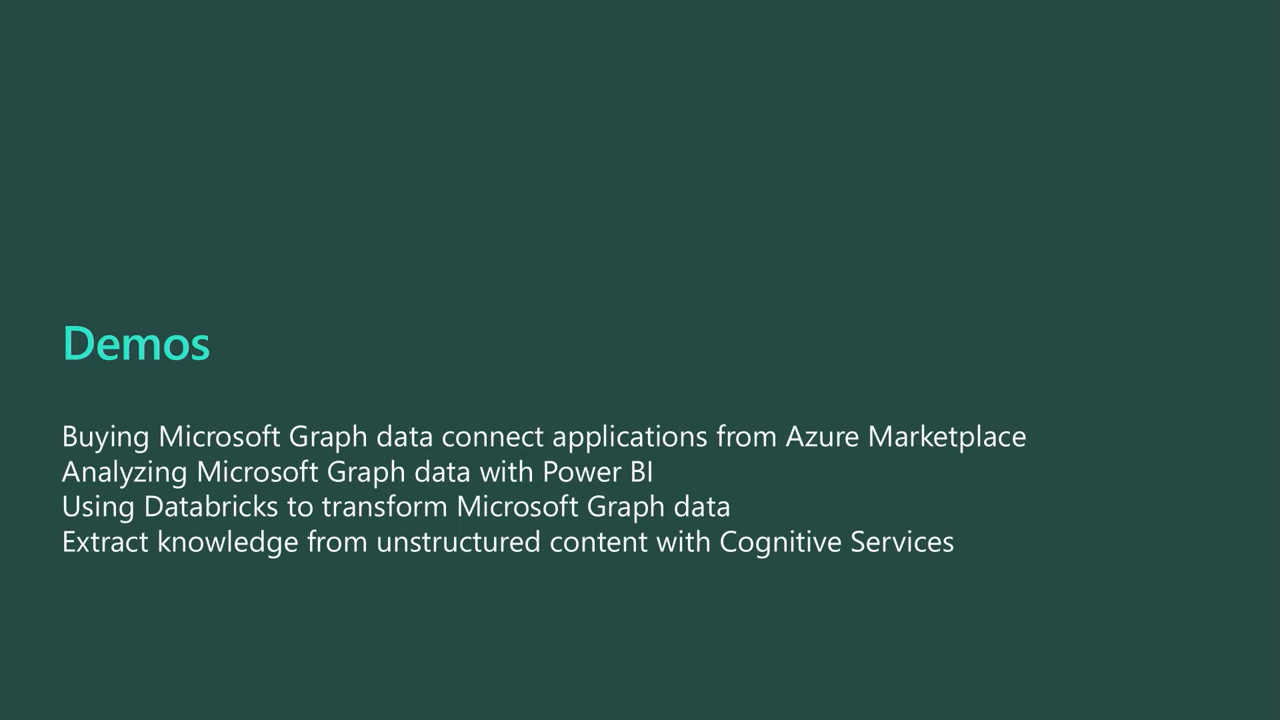 Demos
Buying Microsoft Graph data connect applications from Azure Marketplace
Analyzing Microsoft Graph data with Power BI
Using Databricks to transform Microsoft Graph data
Extract knowledge from unstructured content with Cognitive Services